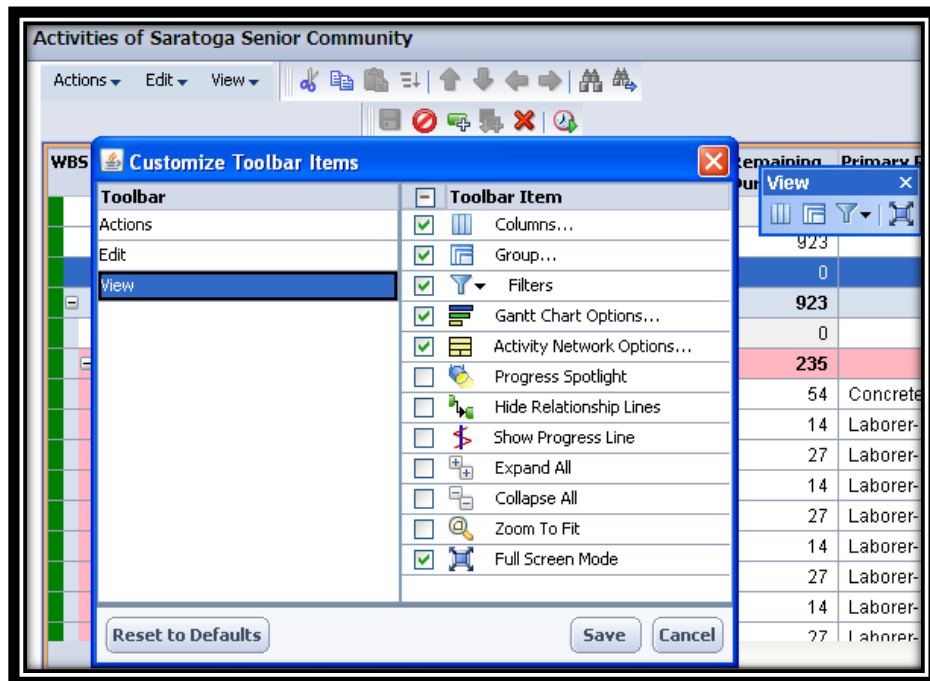 Activities of Saratoga Senior Community
Actions Edit View
Customize Toolbar Items
WBS
Remaining Primary
View
Toolbar
Toolbar Item
Actions
Columns...
Edit
Group...
923
View
Filters
0
Gantt Chart Options...
923
Activity Network Options...
0
Progress Spotlight
235
Hide Relationship Lines
54 Concrete
Show Progress Line
14 Laborer-
Expand All
27 Laborer-
Collapse All
14 Laborer-
Zoom To Fit
27 Laborer-
Full Screen Mode
14 Laborer-
27 Laborer-
14 Laborer-
Reset to Defaults Save Cancel
27 Laborer-